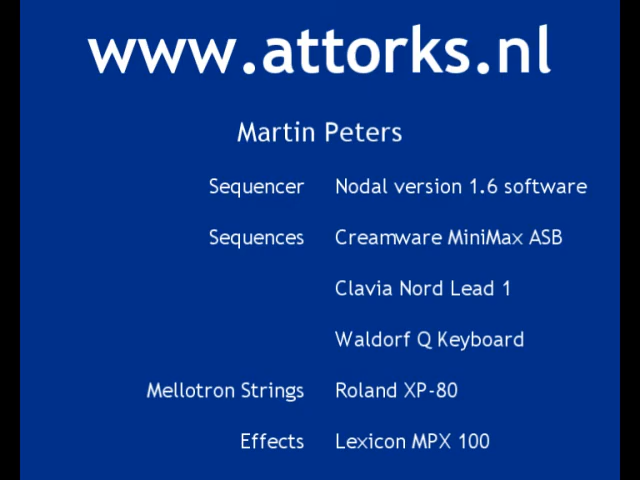 www.attorks.nl
Martin Peters
Sequencer Nodal version 1.6 software
Sequences Creamware MiniMax ASB
Clavia Nord Lead 1
Waldorf Q Keyboard
Mellotron Strings Roland XP-80
Effects Lexicon MPX 100